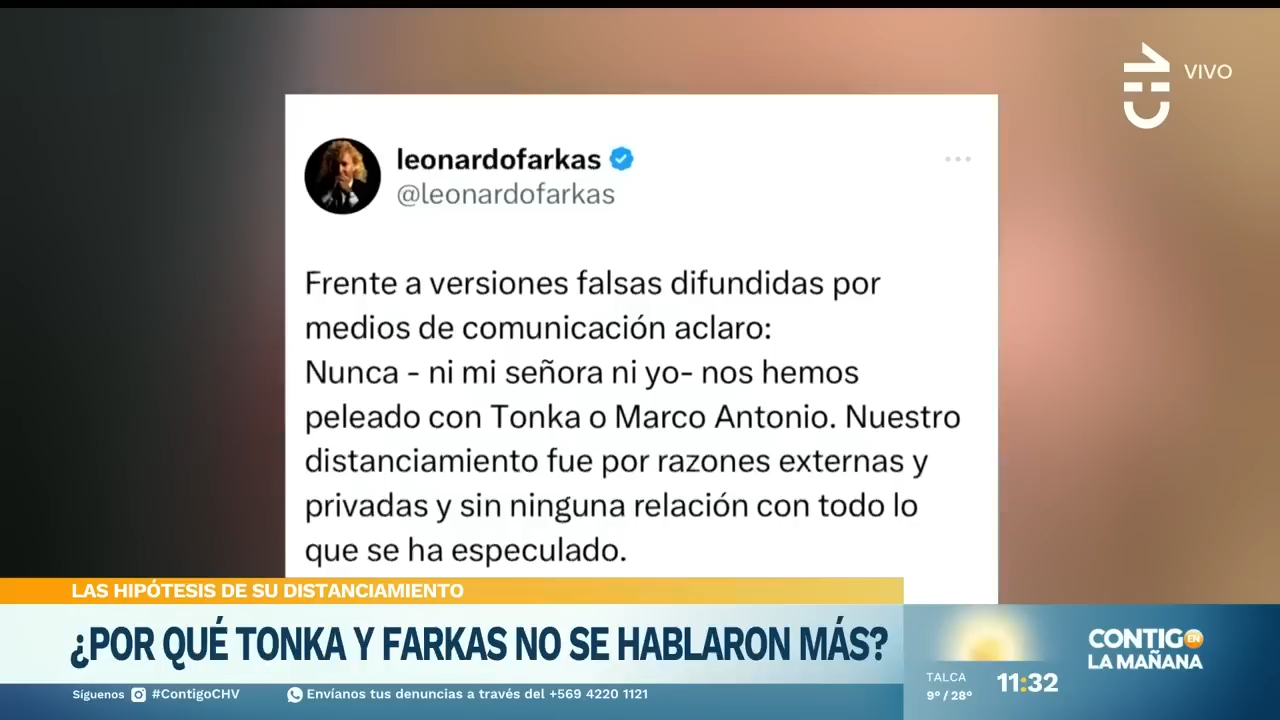 CHV
VIVO
leonardofarkas
@leonardofarkas
Frente a versiones falsas difundidas por
medios de comunicación aclaro:
Nunca - ni mi señora ni yo- nos hemos
peleado con Tonka o Marco Antonio. Nuestro
distanciamiento fue por razones externas y
privadas y sin ninguna relación con todo lo
que se ha especulado.
LAS HIPÓTESIS DE SU DISTANCIAMIENTO
¿POR QUÉ TONKA Y FARKAS NO SE HABLARON MÁS?
Síguenos #ContigoCHV Envíanos tus denuncias a través del +569 4220 1121
TALCA
9° / 28°
11:32
CONTIGO EN
LA MAÑANA